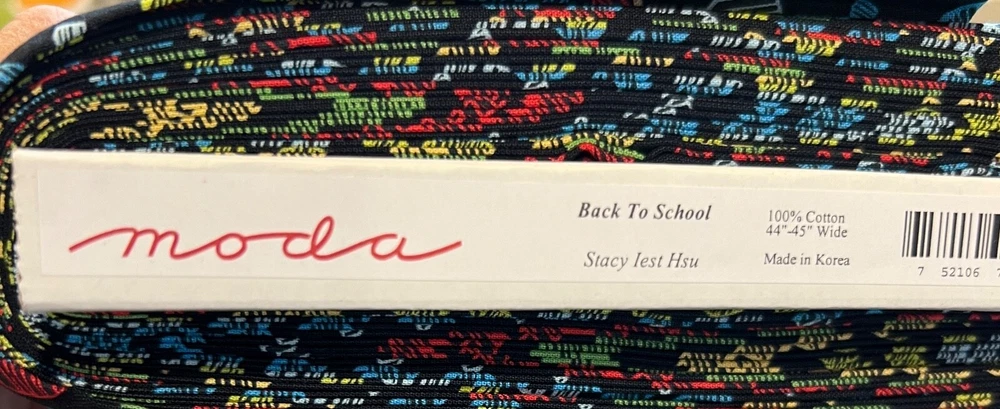 moda
Back To School
Stacy Iest Hsu
100% Cotton
44"-45" Wide
Made in Korea
7 52106